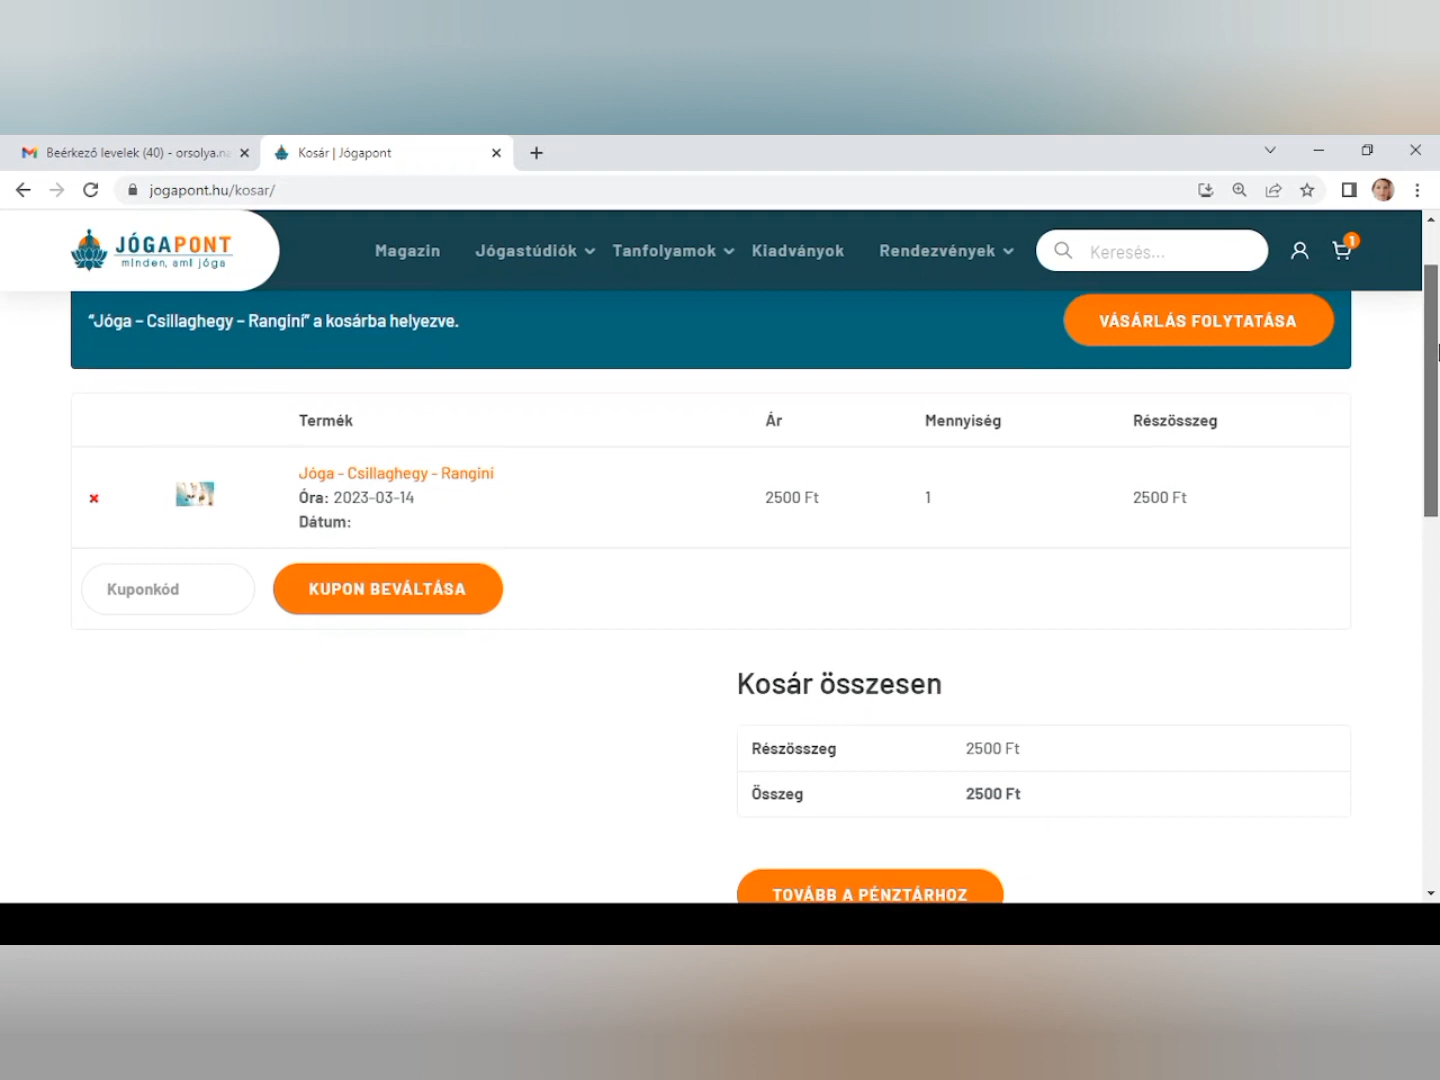 Beérkező levelek (40) - orsolya.na
Kosár | Jógapont
jogapont.hu/kosar/
JÓGAPONT
minden, ami jóga
Magazin
Jógastúdiók
Tanfolyamok
Kiadványok
Rendezvények
Keresés...
1
“Jóga – Csillaghegy – Rangini” a kosárba helyezve.
VÁSÁRLÁS FOLYTATÁSA
Termék Ár Mennyiség Részösszeg
Jóga - Csillaghegy - Rangini
Óra: 2023-03-14
Dátum:
2500 Ft 1 2500 Ft
Kuponkód
KUPON BEVÁLTÁSA
Kosár összesen
Részösszeg 2500 Ft
Összeg 2500 Ft
TOVÁBB A PÉNZTÁRHOZ